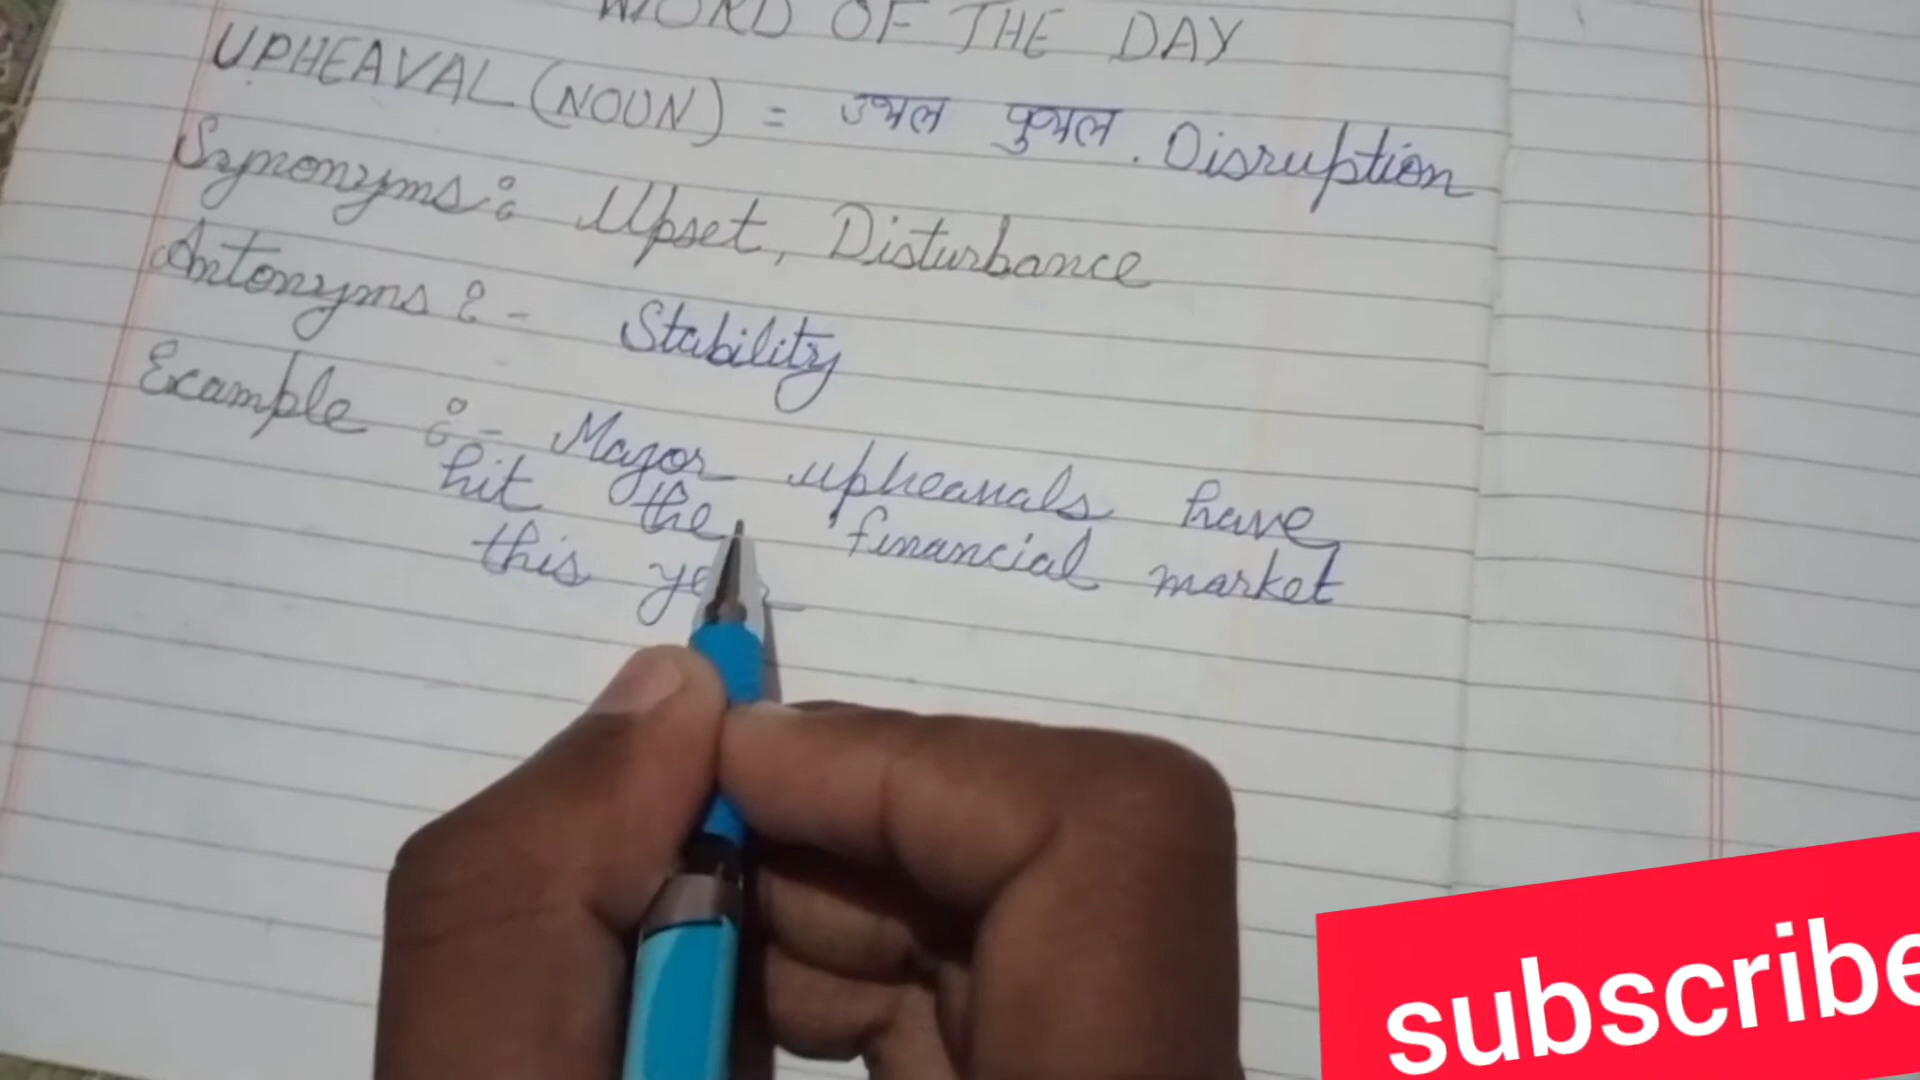 WORD OF THE DAY
UPHEAVAL (NOUN) = उथल पुथल. Disruption
Synonyms :- Upset, Disturbance
Antonyms :- Stability
Example :- Major upheavals have
hit the financial market
this year
subscribe